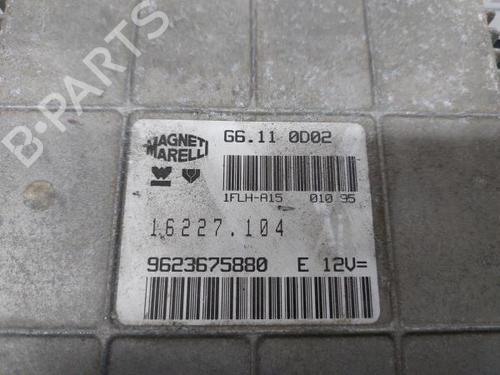 B-PARTS
MAGNETI
MARELLI
G6.11 0D02
1FLH-A15 010 95
16227.104
9623675880 E 12V=